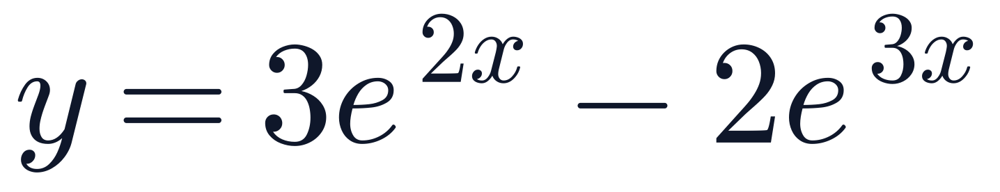 y = 3e^{2x} − 2e^{3x}